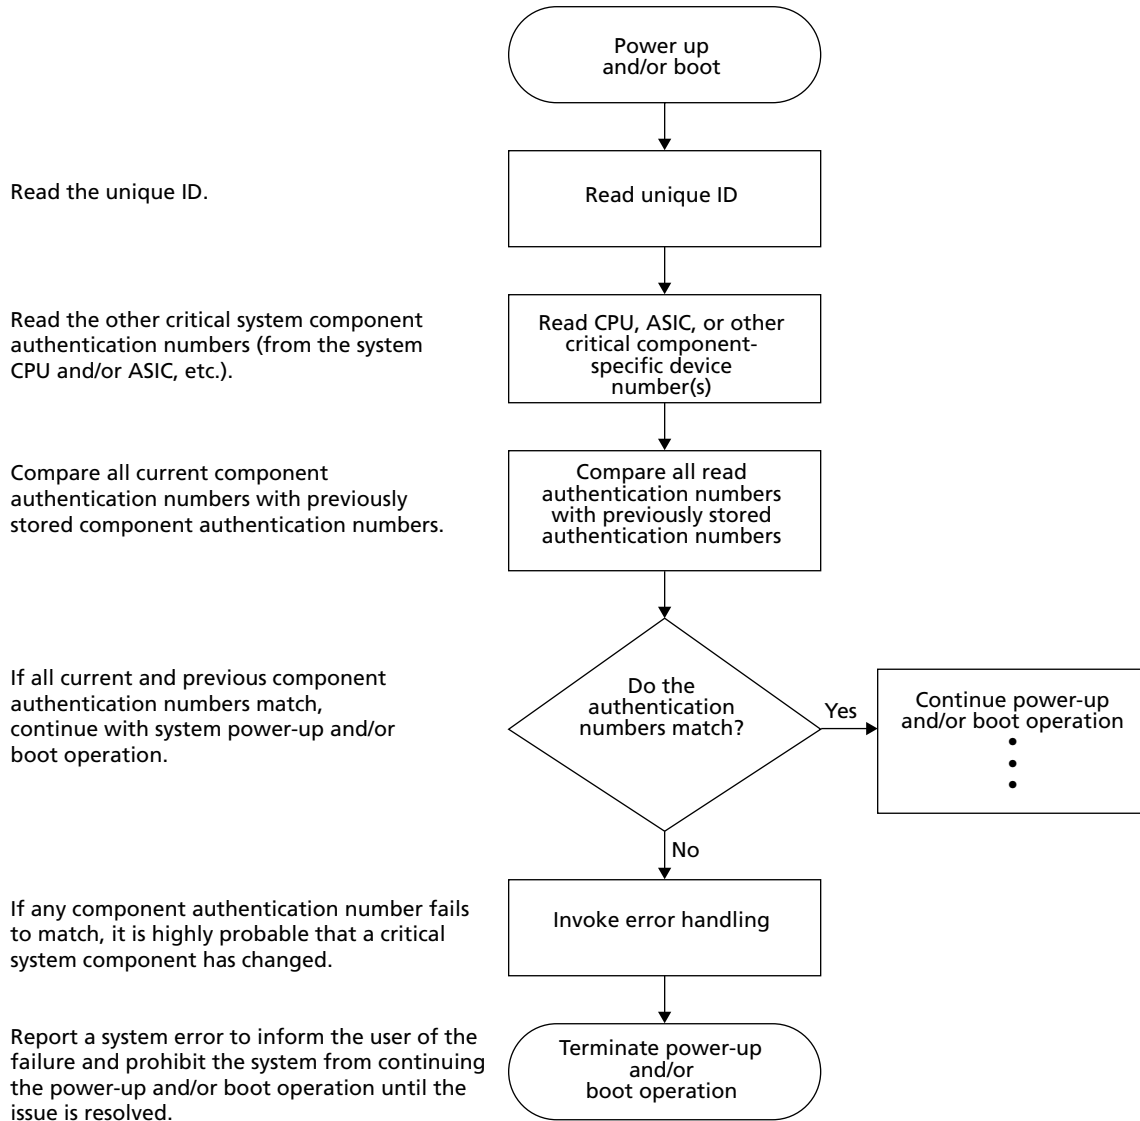 Power up
and/or boot
Read the unique ID.
Read unique ID
Read the other critical system component
authentication numbers (from the system
CPU and/or ASIC, etc.).
Read CPU, ASIC, or other
critical component-
specific device
number(s)
Compare all current component
authentication numbers with previously
stored component authentication numbers.
Compare all read
authentication numbers
with previously stored
authentication numbers
If all current and previous component
authentication numbers match,
continue with system power-up and/or
boot operation.
Do the
authentication
numbers match?
Yes
Continue power-up
and/or boot operation
•
•
•
No
If any component authentication number fails
to match, it is highly probable that a critical
system component has changed.
Invoke error handling
Report a system error to inform the user of the
failure and prohibit the system from continuing
the power-up and/or boot operation until the
issue is resolved.
Terminate power-up
and/or
boot operation